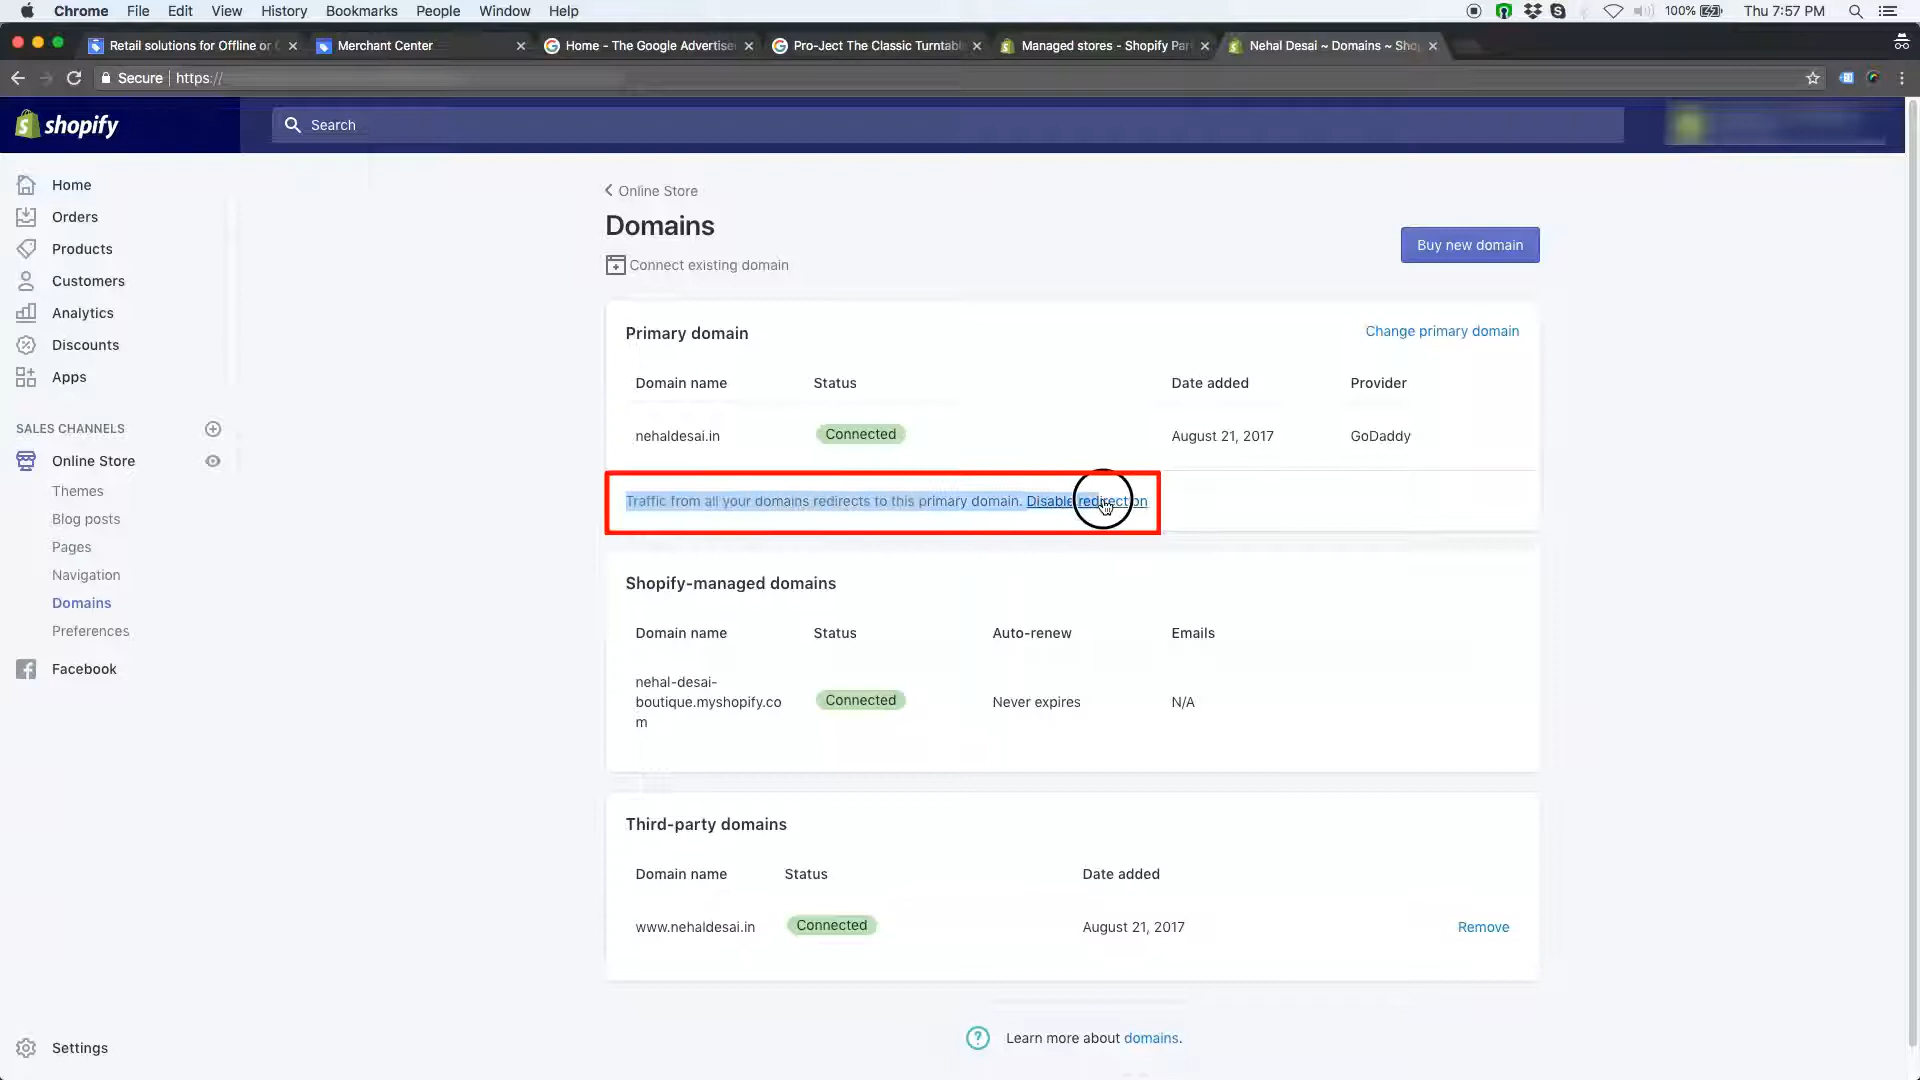 Chrome File Edit View History Bookmarks People Window Help 100% Thu 7:57 PM
Retail solutions for Offline or
Merchant Center
Home - The Google Advertise
Pro-Ject The Classic Turntab
Managed stores - Shopify Par
Nehal Desai ~ Domains ~ Sho
Secure https://
shopify
Search
Home
Orders
Products
Customers
Analytics
Discounts
Apps
SALES CHANNELS
Online Store
Themes
Blog posts
Pages
Navigation
Domains
Preferences
Facebook
Settings
Online Store
Domains
Connect existing domain
Buy new domain
Primary domain
Change primary domain
Domain name Status Date added Provider
nehaldesai.in Connected August 21, 2017 GoDaddy
Traffic from all your domains redirects to this primary domain. Disable redirection
Shopify-managed domains
Domain name Status Auto-renew Emails
nehal-desai-
boutique.myshopify.co
m
Connected Never expires N/A
Third-party domains
Domain name Status Date added
www.nehaldesai.in Connected August 21, 2017 Remove
Learn more about domains.